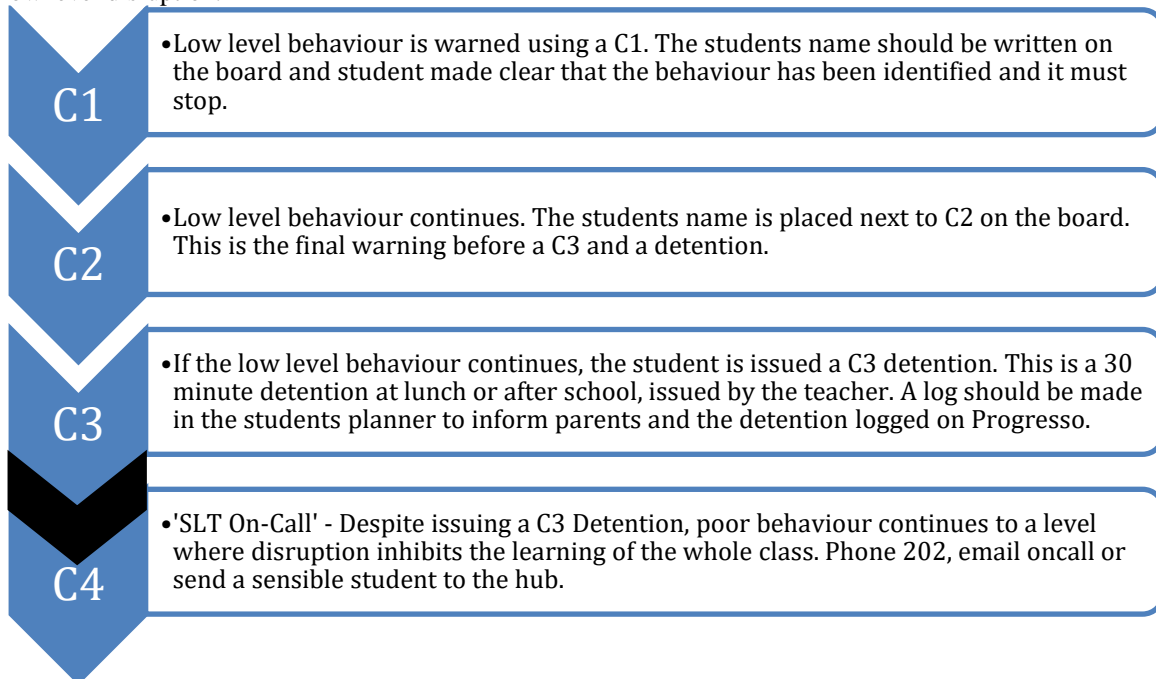 C1
•Low level behaviour is warned using a C1. The students name should be written on
the board and student made clear that the behaviour has been identified and it must
stop.
C2
•Low level behaviour continues. The students name is placed next to C2 on the board.
This is the final warning before a C3 and a detention.
C3
•If the low level behaviour continues, the student is issued a C3 detention. This is a 30
minute detention at lunch or after school, issued by the teacher. A log should be made
in the students planner to inform parents and the detention logged on Progresso.
C4
•'SLT On-Call' - Despite issuing a C3 Detention, poor behaviour continues to a level
where disruption inhibits the learning of the whole class. Phone 202, email oncall or
send a sensible student to the hub.